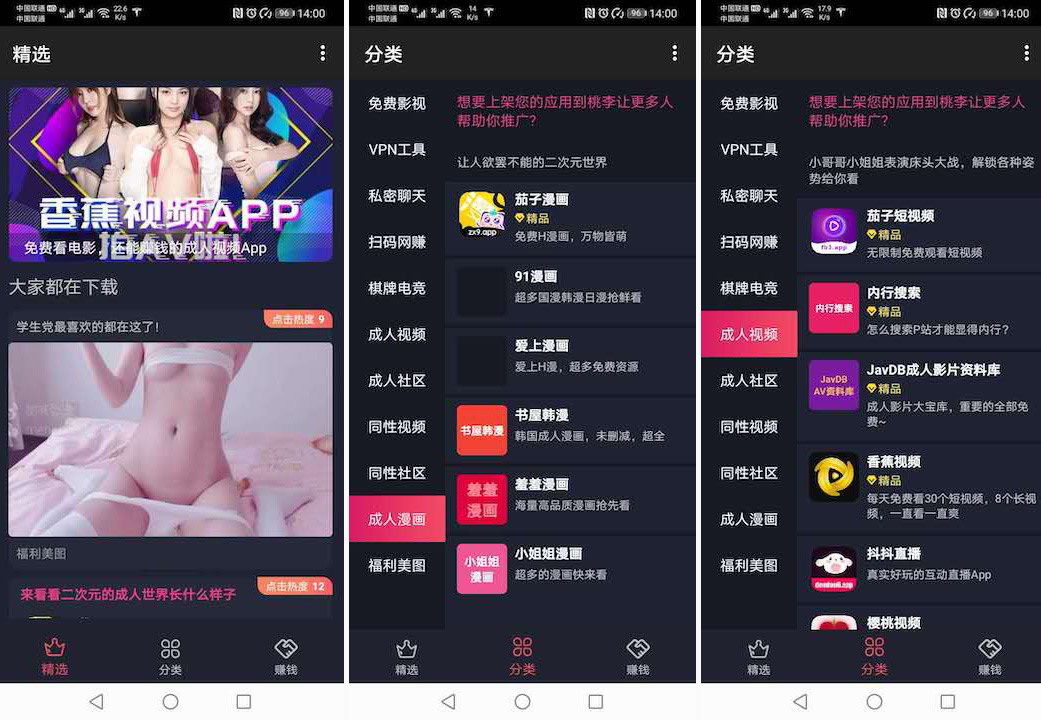 中国联通 HD 4G 3G 22.6 K/s 96 14:00
中国联通
精选
香蕉视频APP
免费看电影，还能赚钱的成人视频App
大家都在下载
学生党最喜欢的都在这了！
点击热度 9
福利美图
点击热度 12
来看看二次元的成人世界长什么样子
精选
分类
赚钱
中国联通 HD 4G 3G 14 K/s 96 14:00
中国联通
分类
免费影视
VPN工具
私密聊天
扫码网赚
棋牌电竞
成人视频
成人社区
同性视频
同性社区
成人漫画
福利美图
想要上架您的应用到桃李让更多人
帮助你推广？
让人欲罢不能的二次元世界
zx9.app
茄子漫画
精品
免费H漫画，万物皆萌
91漫画
超多国漫韩漫日漫抢鲜看
爱上漫画
爱上H漫，超多免费资源
书屋韩漫
书屋韩漫
韩国成人漫画，未删减，超全
羞羞
漫画
羞羞漫画
海量高品质漫画抢先看
小姐姐
漫画
小姐姐漫画
超多的漫画快来看
精选
分类
赚钱
中国联通 HD 4G 3G 17.9 K/s 96 14:00
中国联通
分类
免费影视
VPN工具
私密聊天
扫码网赚
棋牌电竞
成人视频
成人社区
同性视频
同性社区
成人漫画
福利美图
想要上架您的应用到桃李让更多人
帮助你推广？
小哥哥小姐姐表演床头大战，解锁各种姿
势给你看
fb3.app
茄子短视频
精品
无限制免费观看短视频
内行搜索
内行搜索
精品
怎么搜索P站才能显得内行？
JavDB
AV资料库
JavDB成人影片资料库
精品
成人影片大宝库，重要的全部免
费~
香蕉视频
精品
每天免费看30个短视频，8个长视
频，一直看一直爽
抖抖直播
真实好玩的互动直播App
樱桃视频
精选
分类
赚钱